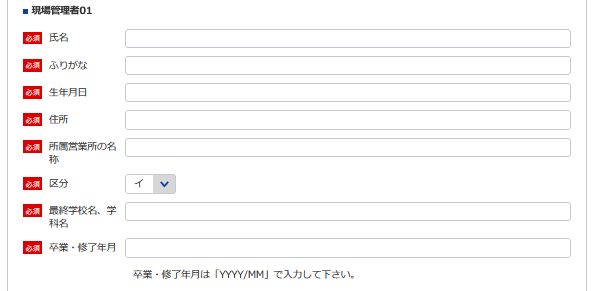 現場管理者01
必須 氏名
必須 ふりがな
必須 生年月日
必須 住所
必須 所属営業所の名
称
必須 区分 イ
必須 最終学校名、学
科名
必須 卒業・修了年月
卒業・修了年月は「YYYY/MM」で入力して下さい。